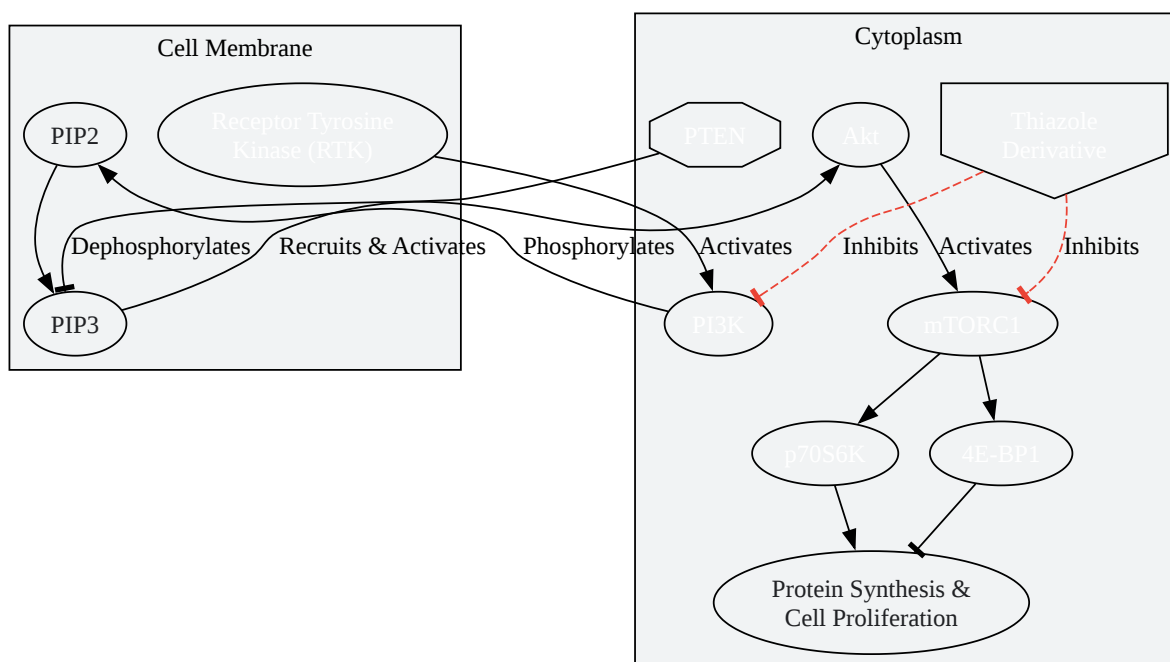 Cell Membrane
Cytoplasm
PIP2
Receptor Tyrosine
Kinase (RTK)
PTEN
Akt
Thiazole
Derivative
Dephosphorylates
Recruits & Activates
Phosphorylates
Activates
Inhibits
Activates
Inhibits
PIP3
PI3K
mTORC1
p70S6K
4E-BP1
Protein Synthesis &
Cell Proliferation